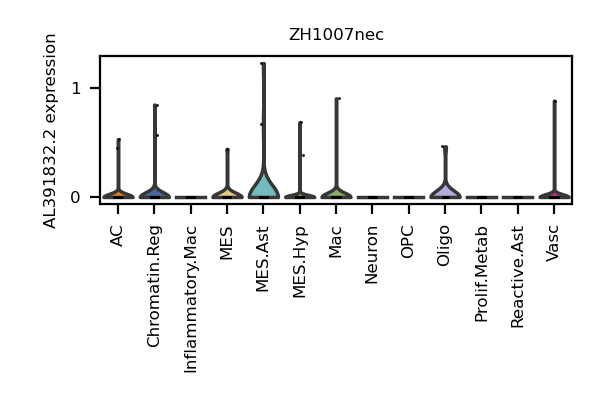 ZH1007nec
AL391832.2 expression
1
0
AC
Chromatin.Reg
Inflammatory.Mac
MES
MES.Ast
MES.Hyp
Mac
Neuron
OPC
Oligo
Prolif.Metab
Reactive.Ast
Vasc